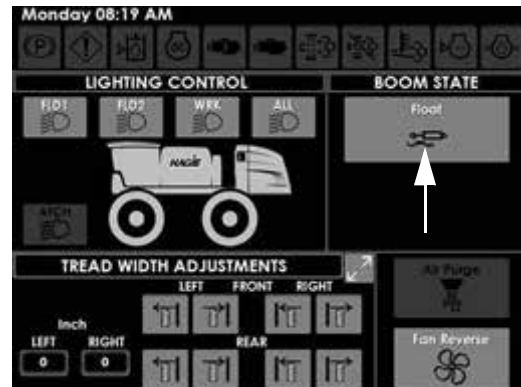 Monday 08:19 AM
LIGHTING CONTROL
BOOM STATE
FLD1 FLD2 WRK ALL
Float
HAGIE
ATCH
TREAD WIDTH ADJUSTMENTS
LEFT FRONT RIGHT
Inch
LEFT RIGHT
REAR
0 0
Air Purge
Fan Reverse